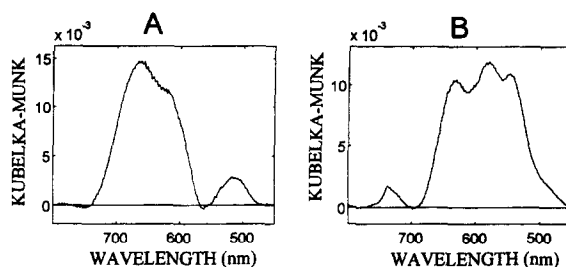 A
x 10⁻³
KUBELKA-MUNK
15
10
5
0
700 600 500
WAVELENGTH (nm)
B
x 10⁻³
KUBELKA-MUNK
10
5
0
700 600 500
WAVELENGTH (nm)